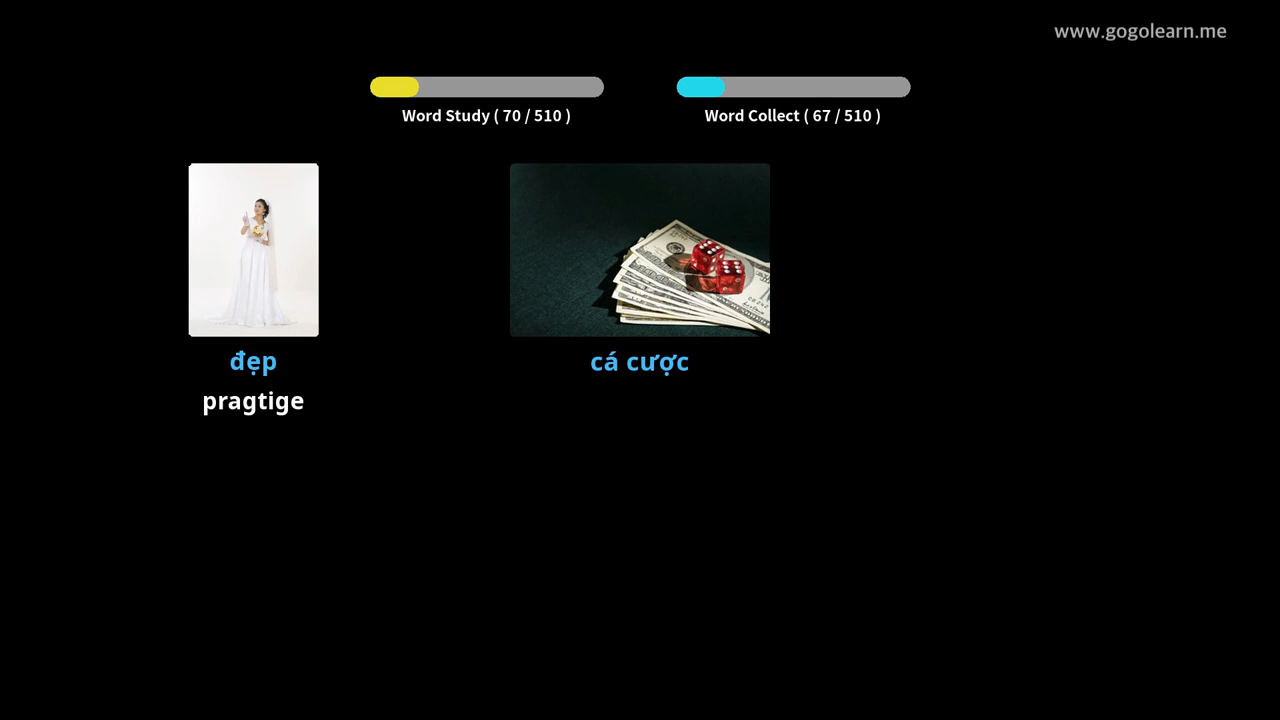 www.gogolearn.me
Word Study ( 70 / 510 )
Word Collect ( 67 / 510 )
đẹp
pragtige
cá cược